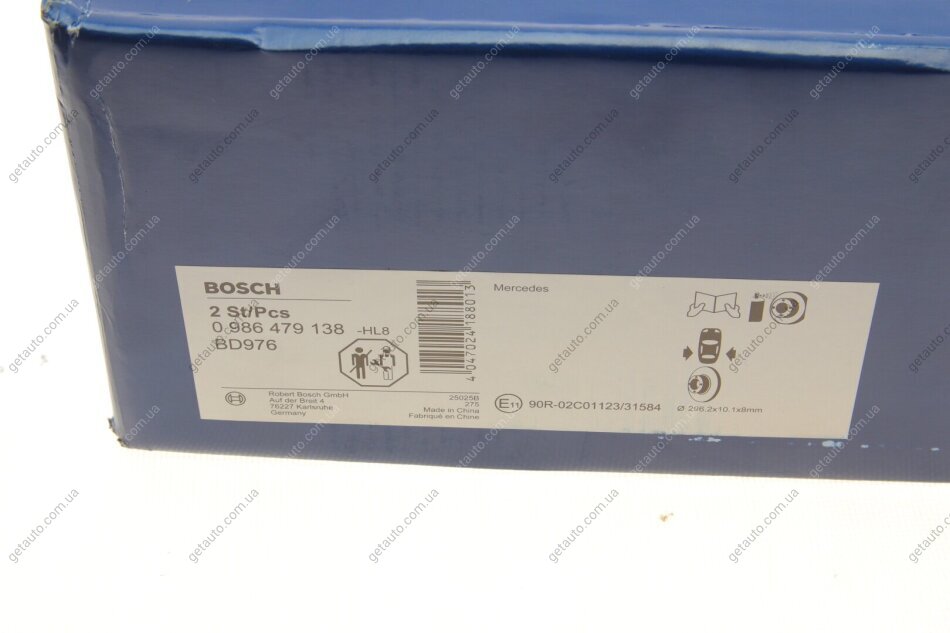 BOSCH
2 St/Pcs
0 986 479 138 -HL8
BD976
4 047024 188013
Mercedes
Robert Bosch GmbH
Auf der Breit 4
76227 Karlsruhe
Germany
25025B
275
Made in China
Fabriqué en Chine
E11 90R-02C01123/31584
Ø 296.2x10.1x8mm
getauto.com.ua